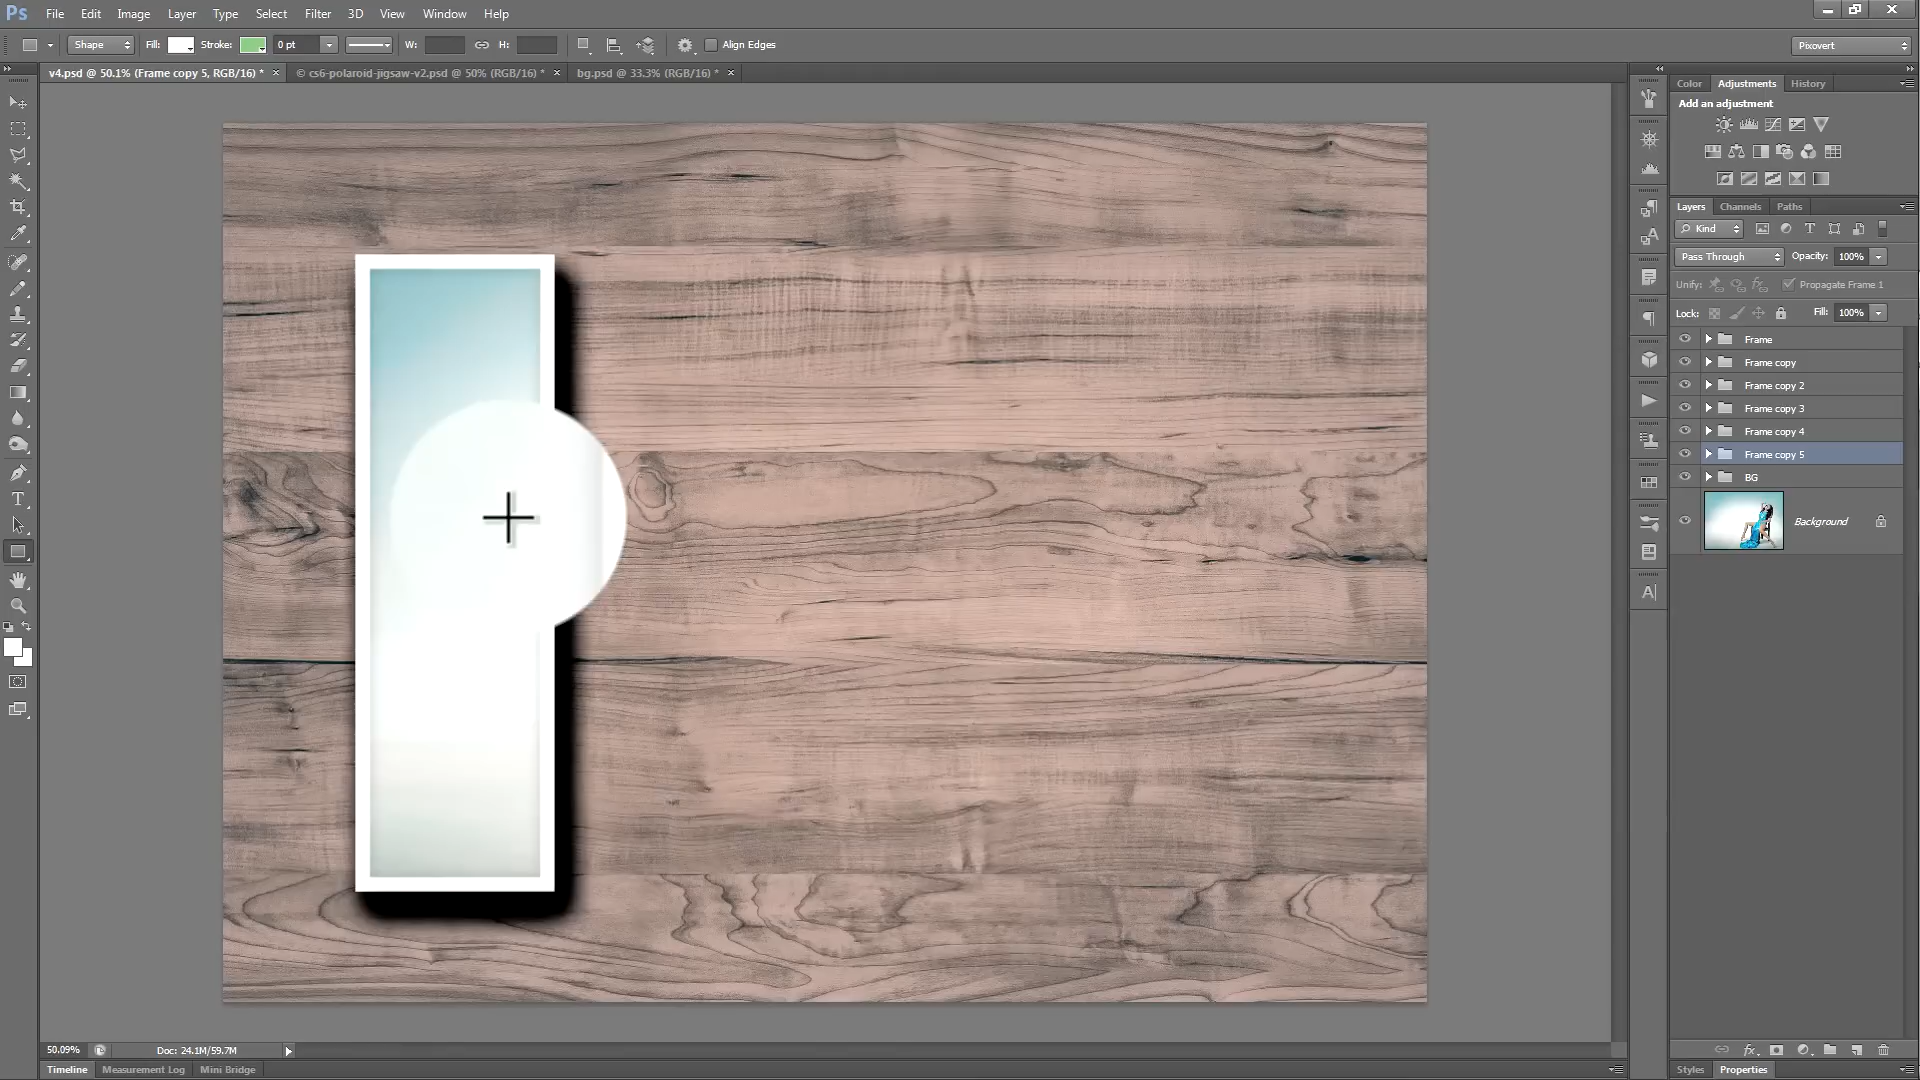 Ps File Edit Image Layer Type Select Filter 3D View Window Help
Shape Fill: Stroke: 0 pt W: H: Align Edges Pixovert
v4.psd @ 50.1% (Frame copy 5, RGB/16) * × © cs6-polaroid-jigsaw-v2.psd @ 50% (RGB/16) * × bg.psd @ 33.3% (RGB/16) * ×
Color Adjustments History
Add an adjustment
Layers Channels Paths
Kind
Pass Through Opacity: 100%
Unify: Propagate Frame 1
Lock: Fill: 100%
Frame
Frame copy
Frame copy 2
Frame copy 3
Frame copy 4
Frame copy 5
BG
Background
50.09% Doc: 24.1M/59.7M
Timeline Measurement Log Mini Bridge Styles Properties